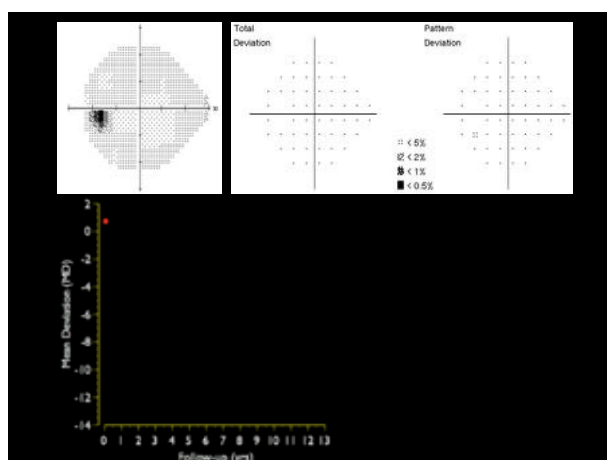 Total
Deviation
Pattern
Deviation
30
< 5%
< 2%
< 1%
< 0.5%
2
0
-2
-4
-6
-8
-10
-12
-14
Mean Deviation (MD)
0 1 2 3 4 5 6 7 8 9 10 11 12 13
Follow-up (yrs)